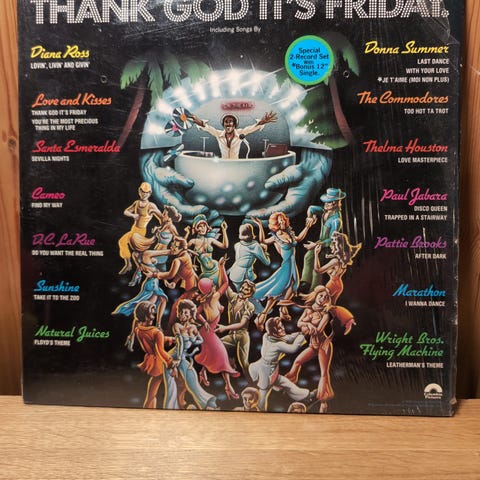 THANK GOD IT'S FRIDAY.
Including Songs By
Diana Ross
LOVIN', LIVIN' AND GIVIN'
Love and Kisses
THANK GOD IT'S FRIDAY
YOU'RE THE MOST PRECIOUS
THING IN MY LIFE
Santa Esmeralda
SEVILLA NIGHTS
Cameo
FIND MY WAY
D.C. LaRue
DO YOU WANT THE REAL THING
Sunshine
TAKE IT TO THE ZOO
Natural Juices
FLOYD'S THEME
Special
2-Record Set
With
*Bonus 12"
Single.
Donna Summer
LAST DANCE
WITH YOUR LOVE
*JE T'AIME (MOI NON PLUS)
The Commodores
TOO HOT TA TROT
Thelma Houston
LOVE MASTERPIECE
Paul Jabara
DISCO QUEEN
TRAPPED IN A STAIRWAY
Pattie Brooks
AFTER DARK
Marathon
I WANNA DANCE
Wright Bros.
Flying Machine
LEATHERMAN'S THEME
Columbia
Pictures